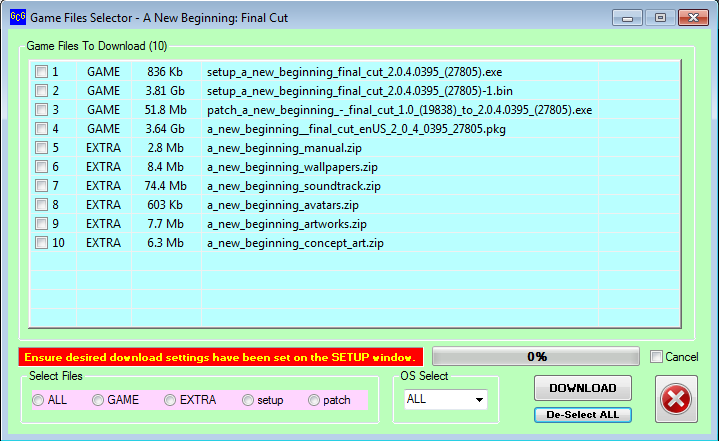 GCG Game Files Selector - A New Beginning: Final Cut
Game Files To Download (10)
1 GAME 836 Kb setup_a_new_beginning_final_cut_2.0.4.0395_(27805).exe
2 GAME 3.81 Gb setup_a_new_beginning_final_cut_2.0.4.0395_(27805)-1.bin
3 GAME 51.8 Mb patch_a_new_beginning_-_final_cut_1.0_(19838)_to_2.0.4.0395_(27805).exe
4 GAME 3.64 Gb a_new_beginning__final_cut_enUS_2_0_4_0395_27805.pkg
5 EXTRA 2.8 Mb a_new_beginning_manual.zip
6 EXTRA 8.4 Mb a_new_beginning_wallpapers.zip
7 EXTRA 74.4 Mb a_new_beginning_soundtrack.zip
8 EXTRA 603 Kb a_new_beginning_avatars.zip
9 EXTRA 7.7 Mb a_new_beginning_artworks.zip
10 EXTRA 6.3 Mb a_new_beginning_concept_art.zip
Ensure desired download settings have been set on the SETUP window. 0% Cancel
Select Files OS Select
ALL GAME EXTRA setup patch ALL DOWNLOAD
De-Select ALL